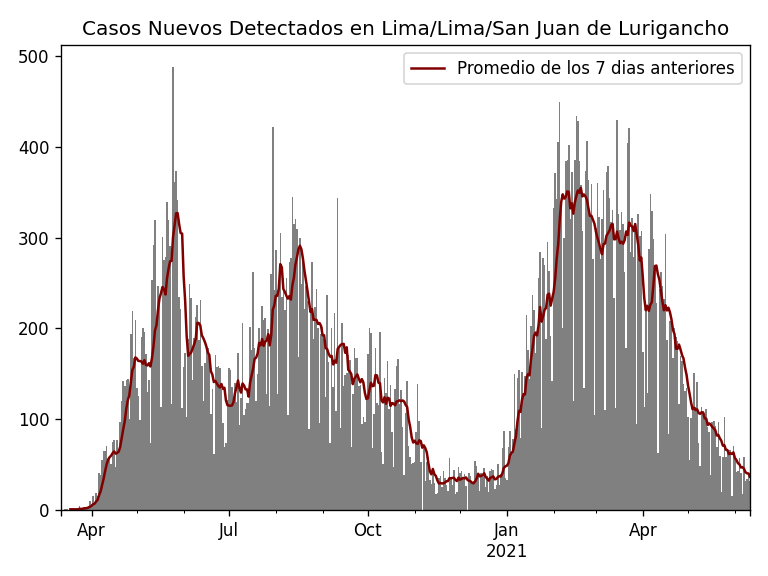 Casos Nuevos Detectados en Lima/Lima/San Juan de Lurigancho
Promedio de los 7 dias anteriores
500
400
300
200
100
0
Apr Jul Oct Jan Apr
2021